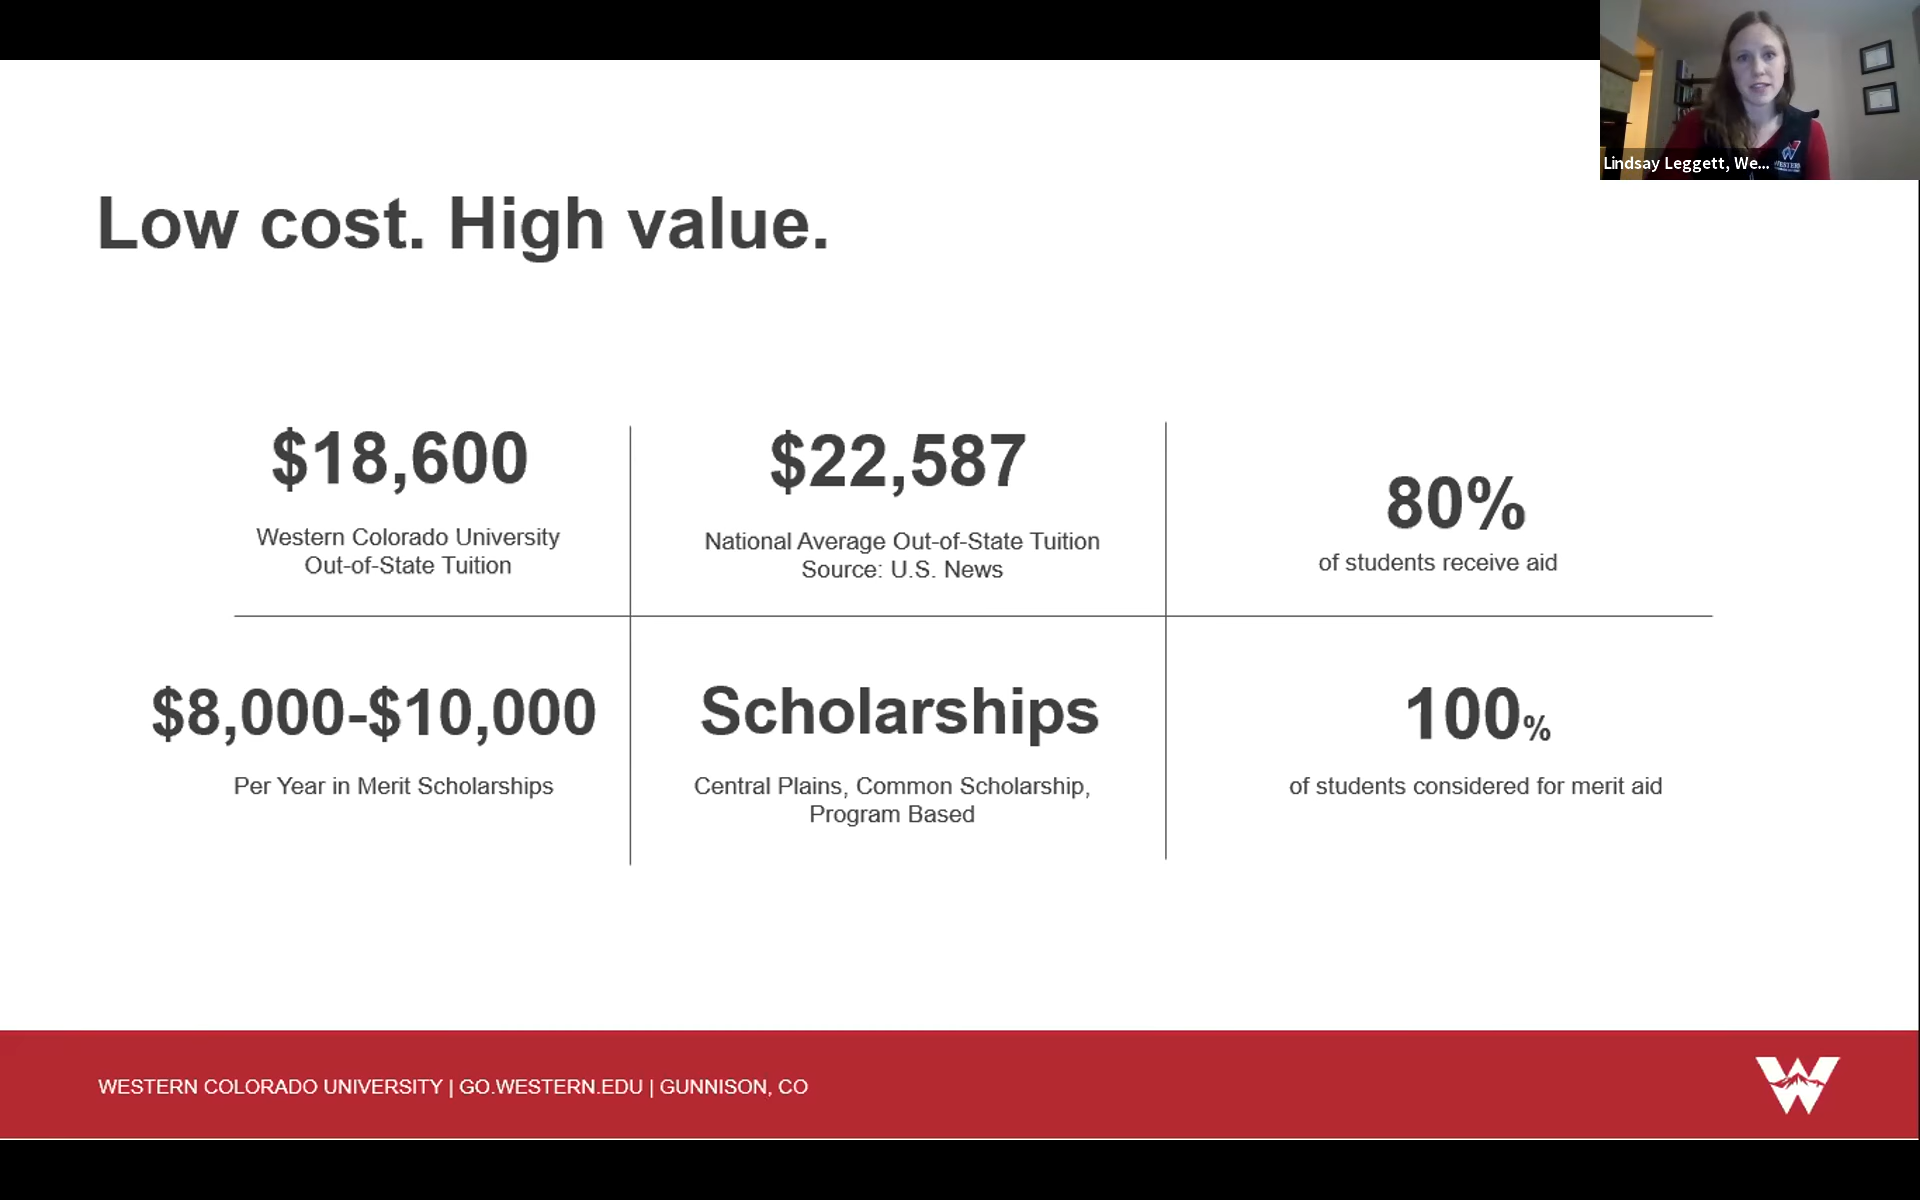 Lindsay Leggett, We...
WESTERN
Low cost. High value.
$18,600
Western Colorado University
Out-of-State Tuition
$22,587
National Average Out-of-State Tuition
Source: U.S. News
80%
of students receive aid
$8,000-$10,000
Per Year in Merit Scholarships
Scholarships
Central Plains, Common Scholarship,
Program Based
100%
of students considered for merit aid
WESTERN COLORADO UNIVERSITY | GO.WESTERN.EDU | GUNNISON, CO